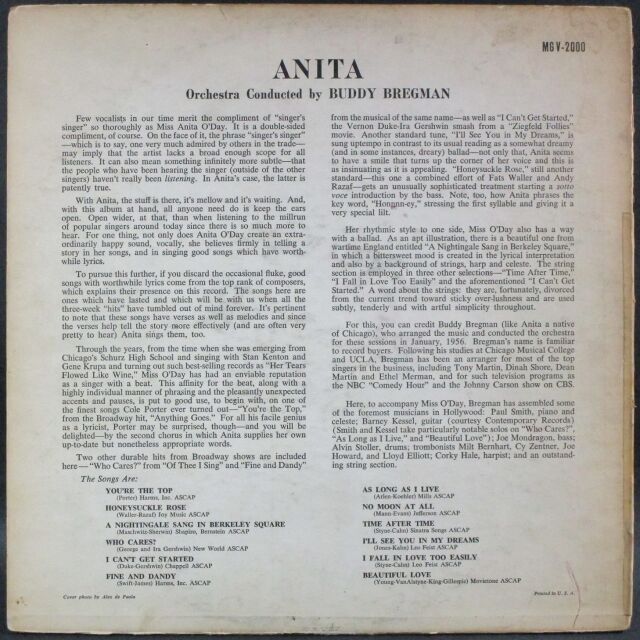 MGV-2000
ANITA
Orchestra Conducted by BUDDY BREGMAN
Few vocalists in our time merit the compliment of "singer's
singer" so thoroughly as Miss Anita O'Day. It is a double-sided
compliment, of course. On the face of it, the phrase "singer's singer"
—which is to say, one very much admired by others in the trade—
may imply that the artist lacks a broad enough scope for all
listeners. It can also mean something infinitely more subtle—that
the people who have been hearing the singer (outside of the other
singers) haven't really been listening. In Anita's case, the latter is
patently true.
With Anita, the stuff is there, it's mellow and it's waiting. And,
with this album at hand, all anyone need do is keep the ears
open. Open wider, at that, than when listening to the millrun
of popular singers around today since there is so much more to
hear. For one thing, not only does Anita O'Day create an extra-
ordinarily happy sound, vocally, she believes firmly in telling a
story in her songs, and in singing good songs which have worth-
while lyrics.
To pursue this further, if you discard the occasional fluke, good
songs with worthwhile lyrics come from the top rank of composers,
which explains their presence on this record. The songs here are
ones which have lasted and which will be with us when all the
three-week "hits" have tumbled out of mind forever. It's pertinent
to note that these songs have verses as well as melodies and since
the verses help tell the story more effectively (and are often very
pretty to hear) Anita sings them, too.
Through the years, from the time when she was emerging from
Chicago's Schurz High School and singing with Stan Kenton and
Gene Krupa and turning out such best-selling records as "Her Tears
Flowed Like Wine," Miss O'Day has had an enviable reputation
as a singer with a beat. This affinity for the beat, along with a
highly individual manner of phrasing and the pleasantly unexpected
accents and pauses, is put to good use, to begin with, on one of
the finest songs Cole Porter ever turned out—"You're the Top,"
from the Broadway hit, "Anything Goes." For all his facile genius
as a lyricist, Porter may be surprised, though—and you will be
delighted—by the second chorus in which Anita supplies her own
up-to-date but nonetheless appropriate words.
Two other durable hits from Broadway shows are included
here—"Who Cares?" from "Of Thee I Sing" and "Fine and Dandy"
from the musical of the same name—as well as "I Can't Get Started,"
the Vernon Duke-Ira Gershwin smash from a "Ziegfeld Follies"
movie. Another standard tune, "I'll See You in My Dreams," is
sung uptempo in contrast to its usual reading as a somewhat dreamy
(and in some instances, dreary) ballad—not only that, Anita seems
to have a smile that turns up the corner of her voice and this is
as insinuating as it is appealing. "Honeysuckle Rose," still another
standard—this one a combined effort of Fats Waller and Andy
Razaf—gets an unusually sophisticated treatment starting a sotto
voce introduction by the bass. Note, too, how Anita phrases the
key word, "Hongun-ey," stressing the first syllable and giving it a
very special lilt.
Her rhythmic style to one side, Miss O'Day also has a way
with a ballad. As an apt illustration, there is a beautiful one from
wartime England entitled "A Nightingale Sang in Berkeley Square,"
in which a bittersweet mood is created in the lyrical interpretation
and also by a background of strings, harp and celeste. The string
section is employed in three other selections—"Time After Time,"
"I Fall in Love Too Easily" and the aforementioned "I Can't Get
Started." A word about the strings: they are, fortunately, divorced
from the current trend toward sticky over-lushness and are used
subtly, tenderly and with artful simplicity throughout.
For this, you can credit Buddy Bregman (like Anita a native
of Chicago), who arranged the music and conducted the orchestra
for these sessions in January, 1956. Bregman's name is familiar
to record buyers. Following his studies at Chicago Musical College
and UCLA, Bregman has been an arranger for most of the top
singers in the business, including Tony Martin, Dinah Shore, Dean
Martin and Ethel Merman, and for such television programs as
the NBC "Comedy Hour" and the Johnny Carson show on CBS.
Here, to accompany Miss O'Day, Bregman has assembled some
of the foremost musicians in Hollywood: Paul Smith, piano and
celeste; Barney Kessel, guitar (courtesy Contemporary Records)
(Smith and Kessel take particularly notable solos on "Who Cares?",
"As Long as I Live," and "Beautiful Love"); Joe Mondragon, bass;
Alvin Stoller, drums; trombonists Milt Bernhart, Cy Zentner, Joe
Howard, and Lloyd Elliott; Corky Hale, harpist; and an outstand-
ing string section.
The Songs Are:
YOU'RE THE TOP
(Porter) Harms, Inc. ASCAP
HONEYSUCKLE ROSE
(Waller-Razaf) Joy Music ASCAP
A NIGHTINGALE SANG IN BERKELEY SQUARE
(Maschwitz-Sherwin) Shapiro, Bernstein ASCAP
WHO CARES?
(George and Ira Gershwin) New World ASCAP
I CAN'T GET STARTED
(Duke-Gershwin) Chappell ASCAP
FINE AND DANDY
(Swift-James) Harms, Inc. ASCAP
AS LONG AS I LIVE
(Arlen-Koehler) Mills ASCAP
NO MOON AT ALL
(Mann-Evans) Jefferson ASCAP
TIME AFTER TIME
(Styne-Cahn) Sinatra Songs ASCAP
I'LL SEE YOU IN MY DREAMS
(Jones-Kahn) Leo Feist ASCAP
I FALL IN LOVE TOO EASILY
(Styne-Cahn) Leo Feist ASCAP
BEAUTIFUL LOVE
(Young-VanAlstyne-King-Gillespie) Movietone ASCAP
Cover photo by Alex de Paola
Printed in U. S. A.